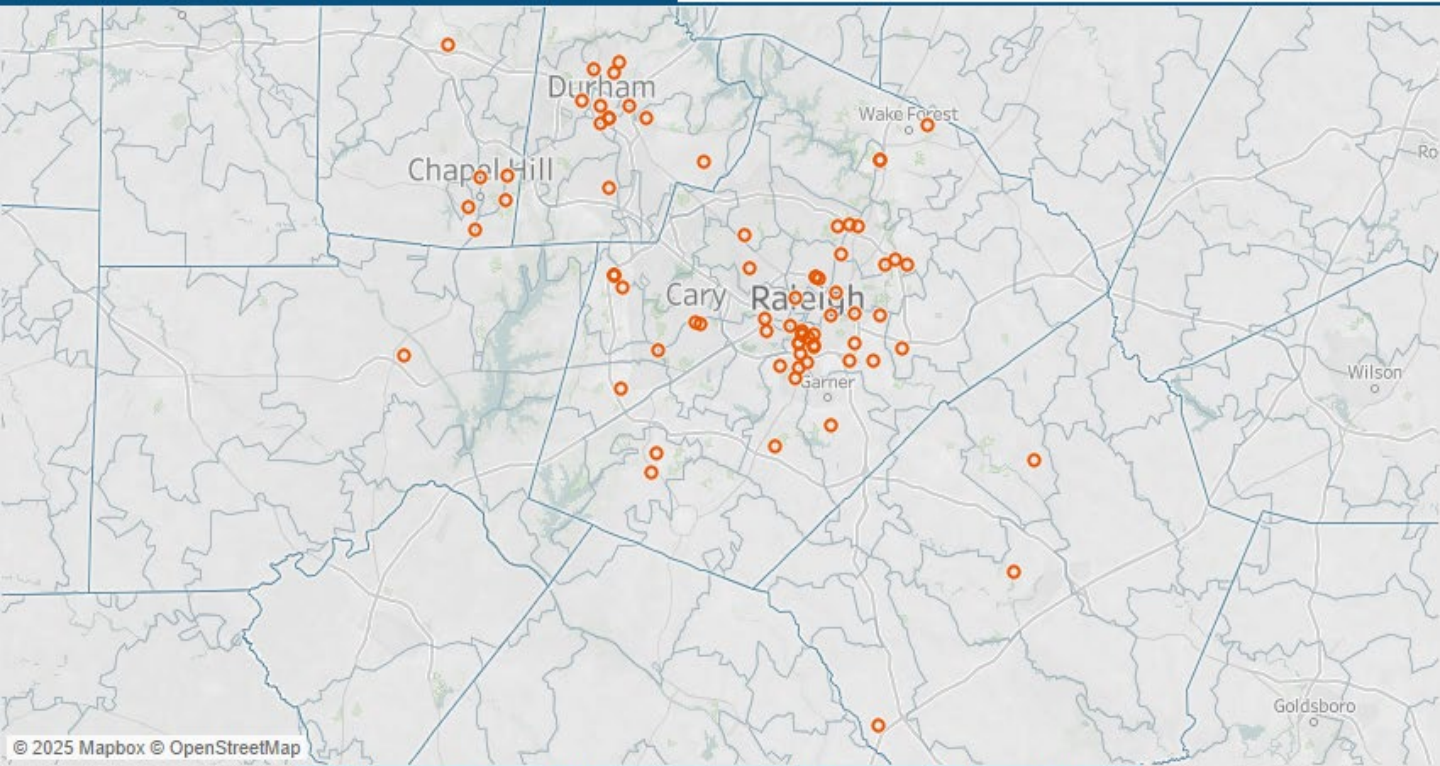 Durham
Wake Forest
Ro
Chapel Hill
Cary
Raleigh
Wilson
Garner
Goldsboro
© 2025 Mapbox © OpenStreetMap